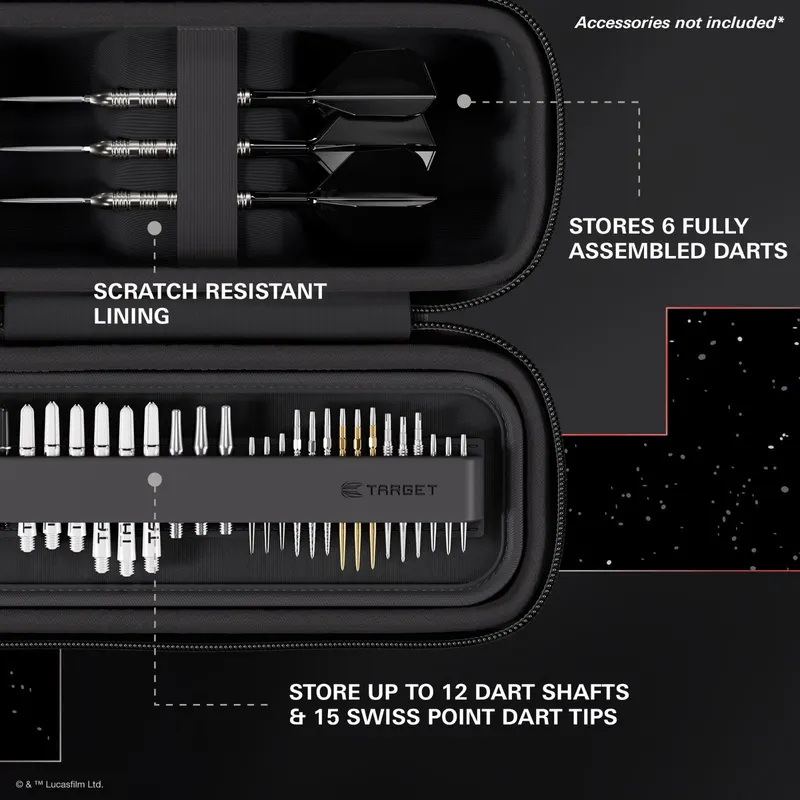 Accessories not included*
STORES 6 FULLY
ASSEMBLED DARTS
SCRATCH RESISTANT
LINING
TARGET
STORE UP TO 12 DART SHAFTS
& 15 SWISS POINT DART TIPS
© & ™ Lucasfilm Ltd.